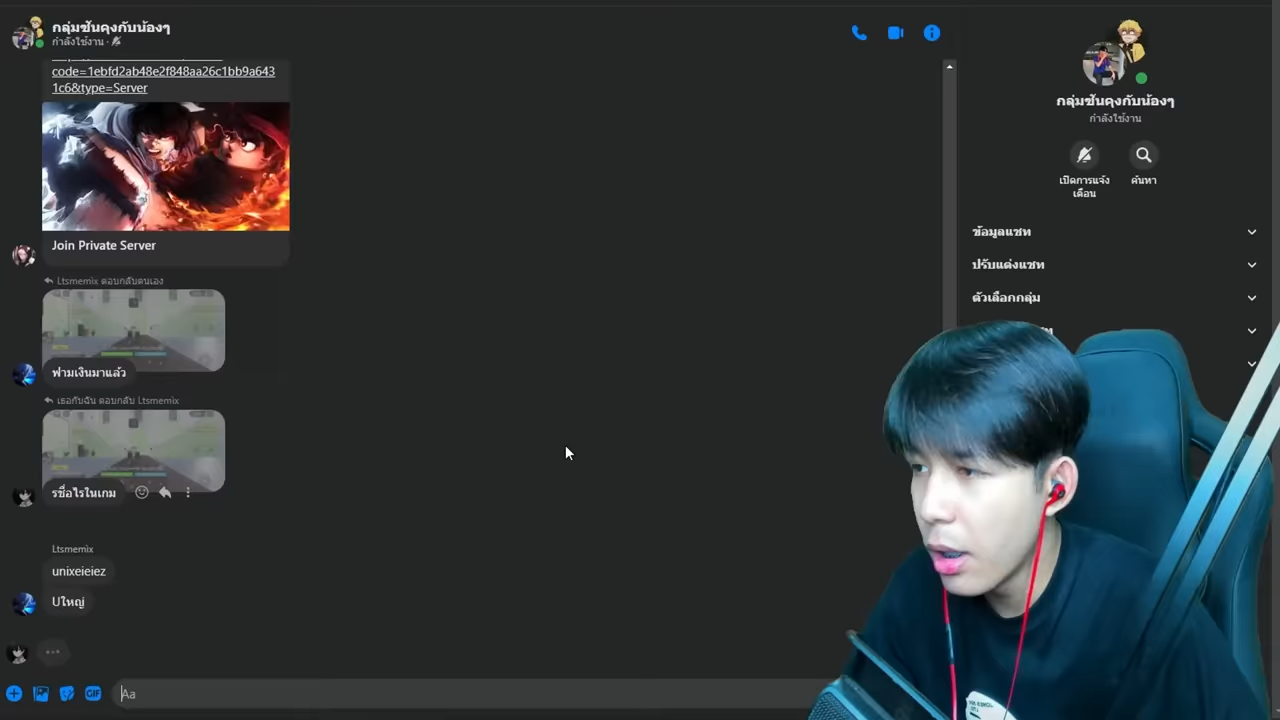 กลุ่มชั้นคุงกับน้องๆ
กำลังใช้งาน ·
code=1ebfd2ab48e2f848aa26c1bb9a643
1c6&type=Server
Join Private Server
Ltsmemix ตอบกลับตนเอง
ฟามเงินมาแล้ว
เธอกับฉัน ตอบกลับ Ltsmemix
รชื่อไรในเกม
Ltsmemix
unixeieiez
Uใหญ่
Aa
GIF
กลุ่มชั้นคุงกับน้องๆ
กำลังใช้งาน
เปิดการแจ้ง
เตือน
ค้นหา
ข้อมูลแชท
ปรับแต่งแชท
ตัวเลือกกลุ่ม